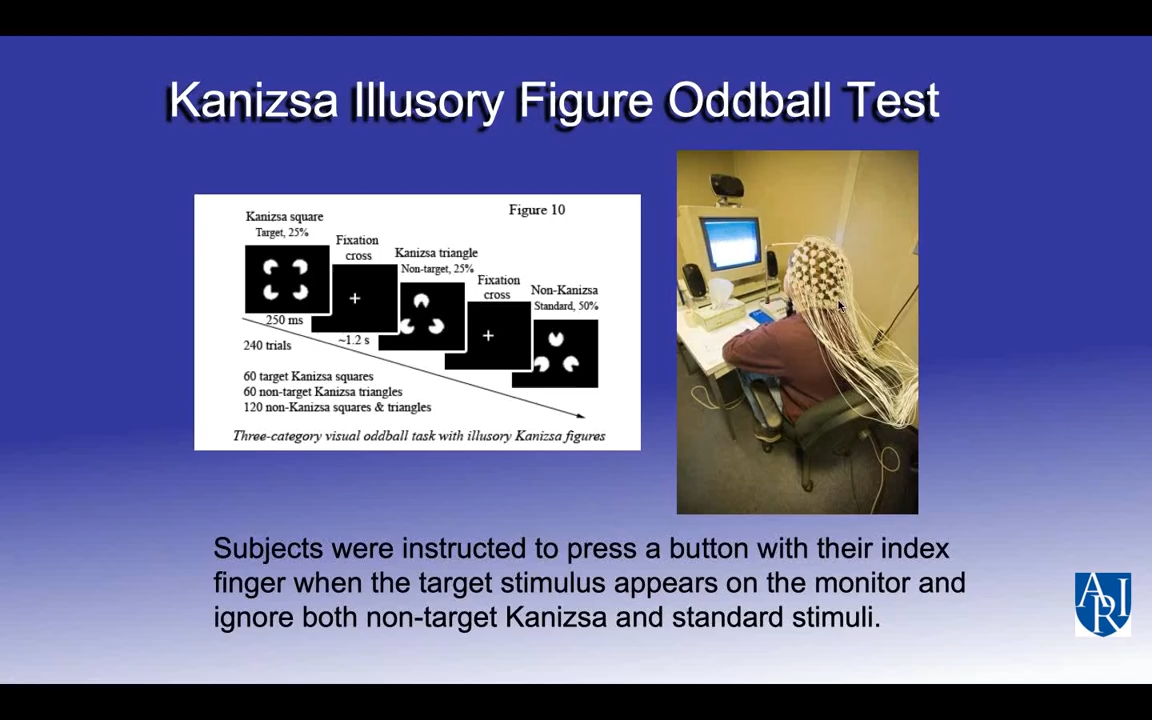 Kanizsa Illusory Figure Oddball Test
Figure 10
Kanizsa square
Target, 25%
Fixation
cross
Kanizsa triangle
Non-target, 25%
Fixation
cross
Non-Kanizsa
Standard, 50%
250 ms
~1.2 s
240 trials
60 target Kanizsa squares
60 non-target Kanizsa triangles
120 non-Kanizsa squares & triangles
Three-category visual oddball task with illusory Kanizsa figures
Subjects were instructed to press a button with their index
finger when the target stimulus appears on the monitor and
ignore both non-target Kanizsa and standard stimuli.
ARI